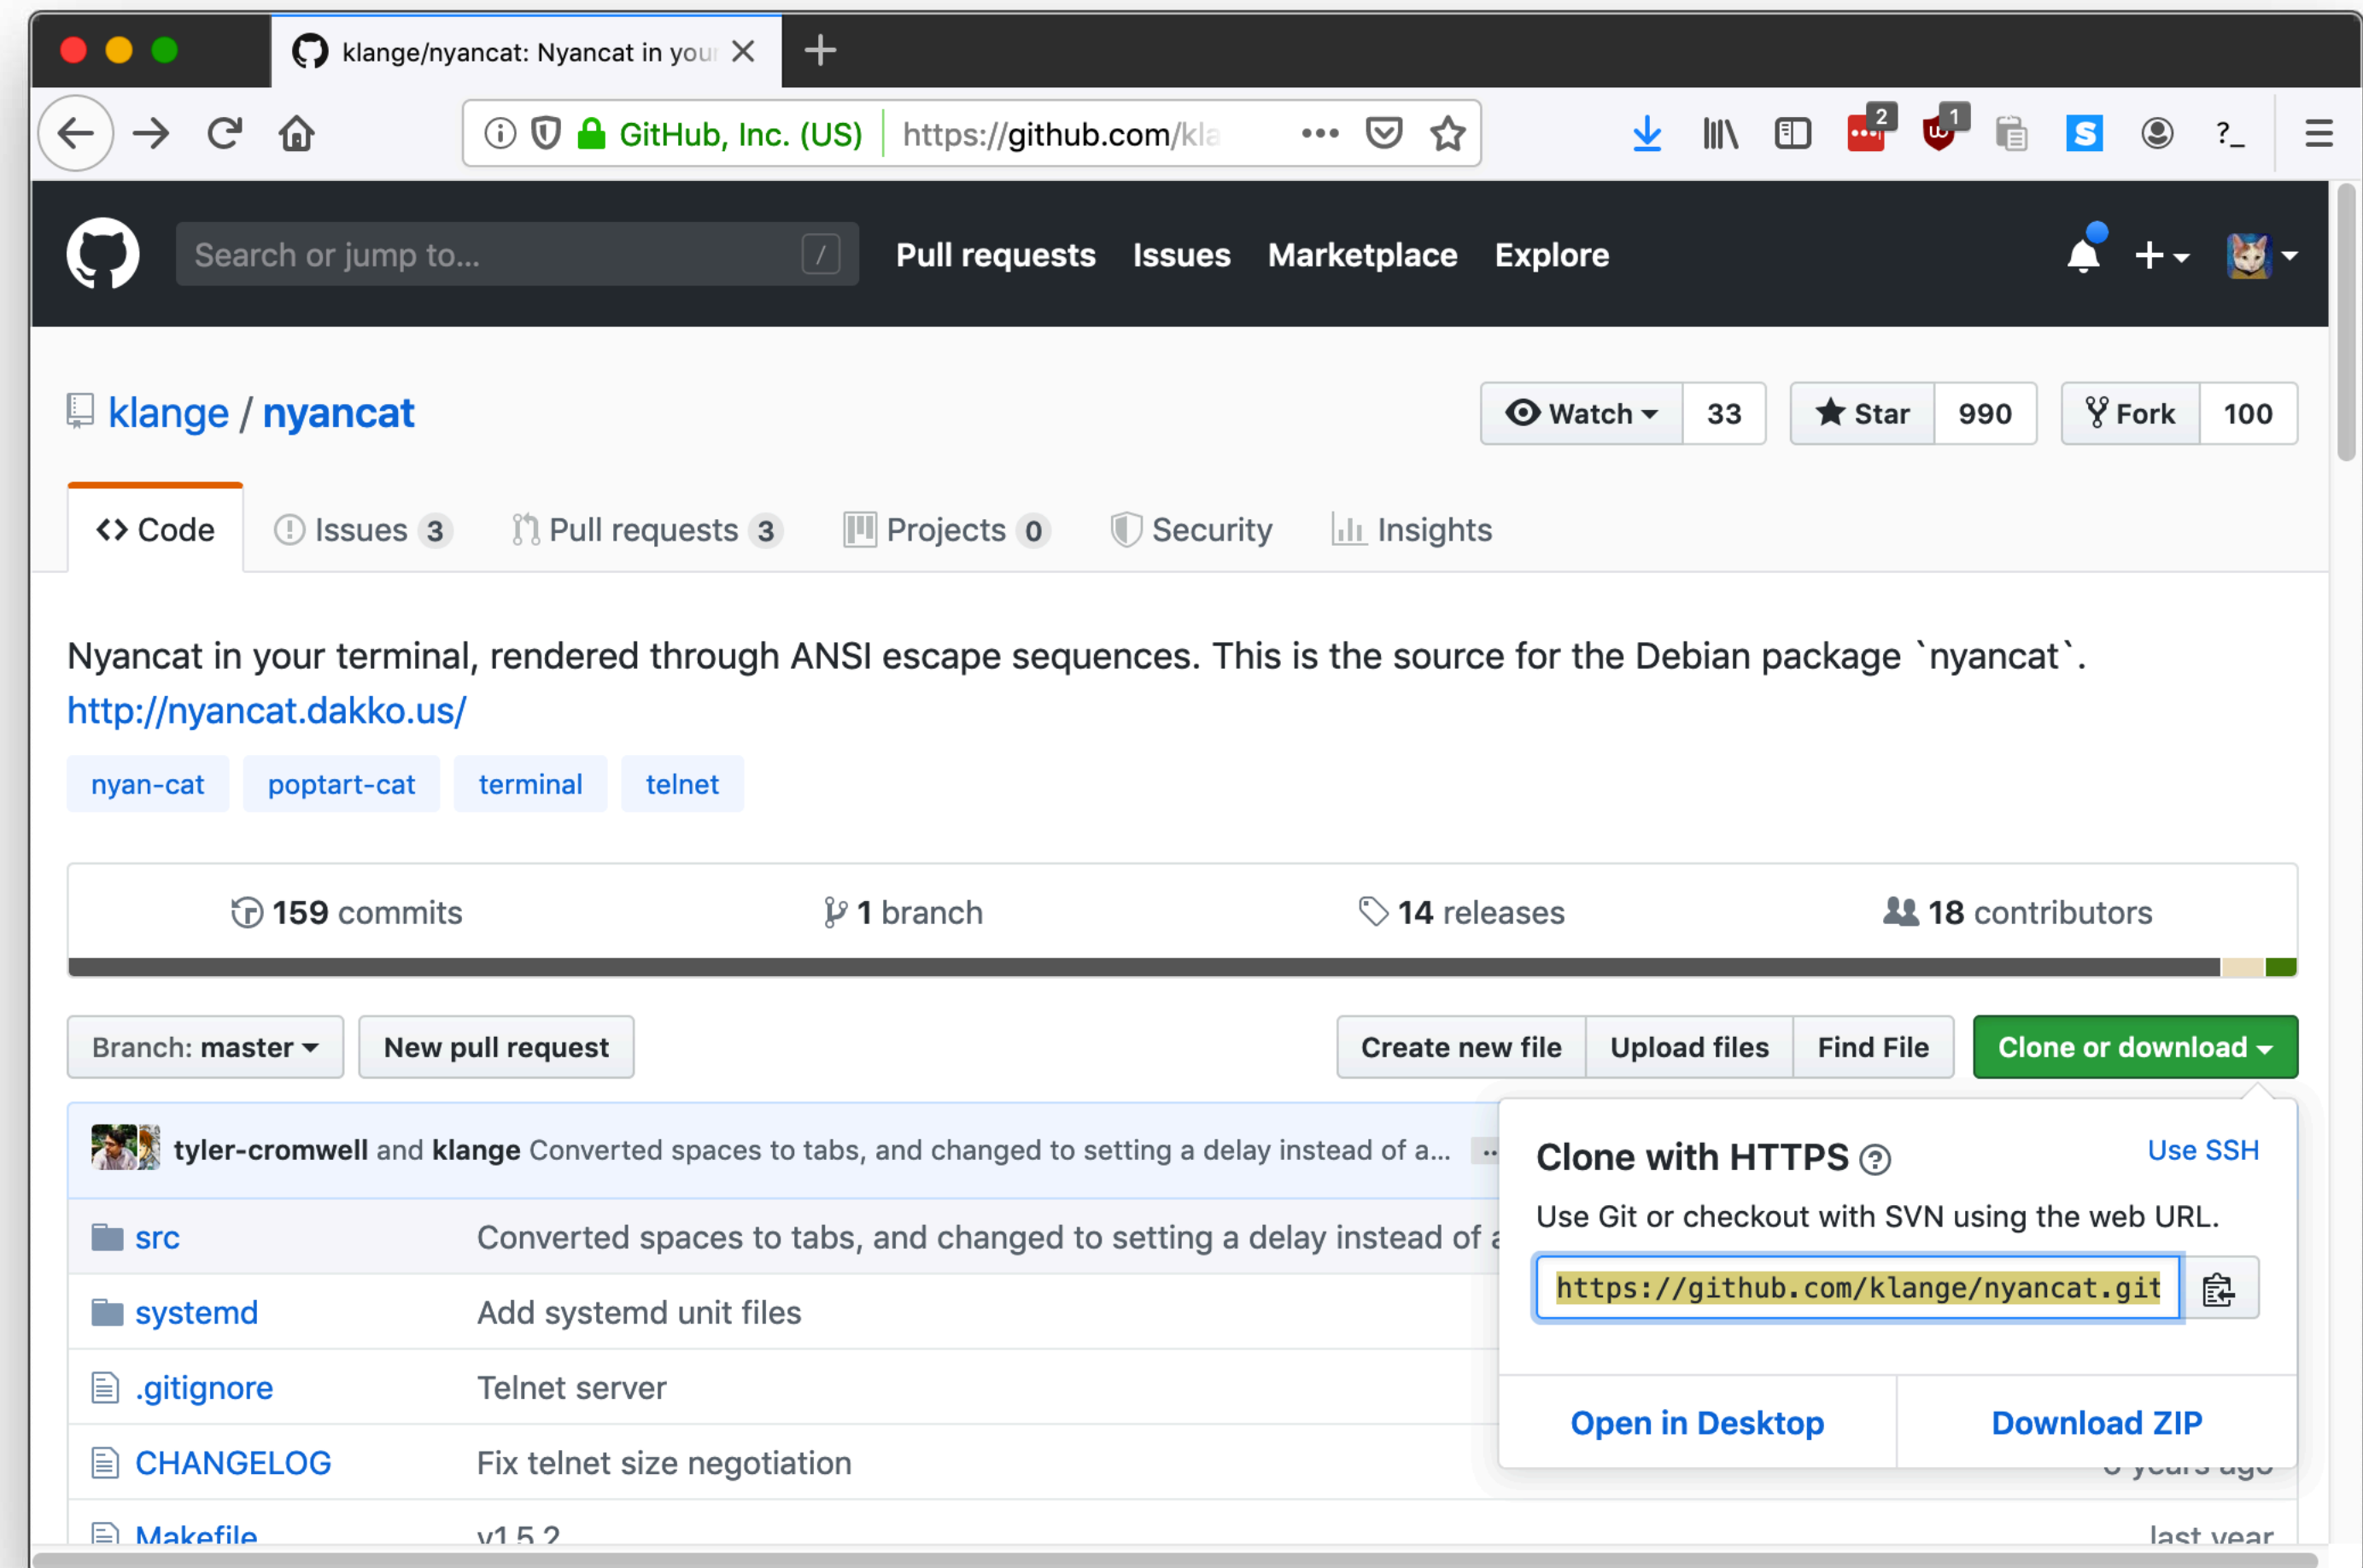 klange/nyancat: Nyancat in your
GitHub, Inc. (US) https://github.com/kla
2 1 S ?_
Search or jump to... / Pull requests Issues Marketplace Explore
klange / nyancat Watch 33 Star 990 Fork 100
Code Issues 3 Pull requests 3 Projects 0 Security Insights
Nyancat in your terminal, rendered through ANSI escape sequences. This is the source for the Debian package `nyancat`.
http://nyancat.dakko.us/
nyan-cat poptart-cat terminal telnet
159 commits 1 branch 14 releases 18 contributors
Branch: master New pull request Create new file Upload files Find File Clone or download
tyler-cromwell and klange Converted spaces to tabs, and changed to setting a delay instead of a...
Clone with HTTPS Use SSH
Use Git or checkout with SVN using the web URL.
https://github.com/klange/nyancat.git
Open in Desktop Download ZIP
src Converted spaces to tabs, and changed to setting a delay instead of a
systemd Add systemd unit files
.gitignore Telnet server
CHANGELOG Fix telnet size negotiation years ago
Makefile v1.5.2 last year